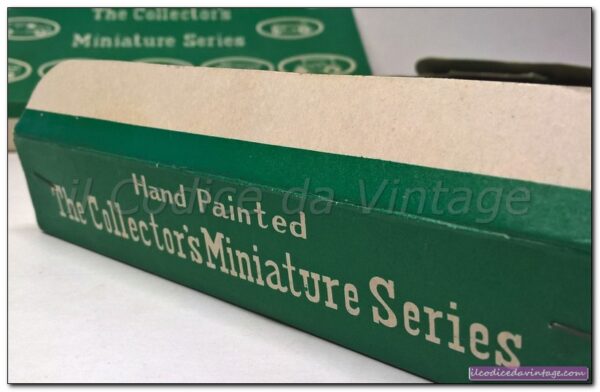 The Collector's
Miniature Series
Hand Painted
The Collector's Miniature Series
il Codice da Vintage
ilcodicedavintage.com